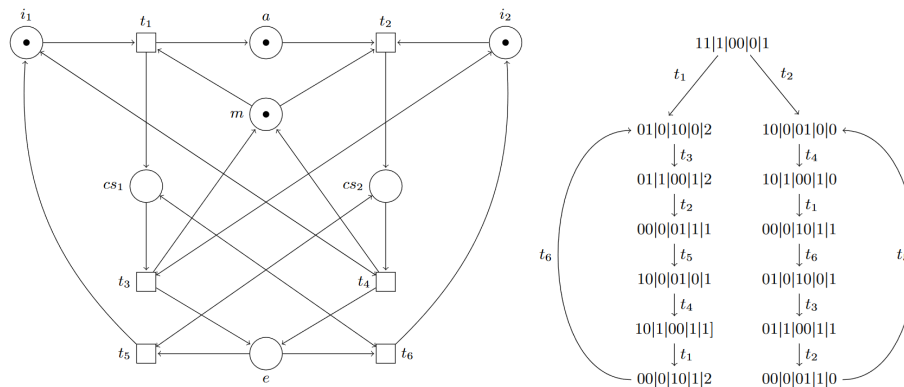 i₁ a i₂
t₁ t₂
m
cs₁ cs₂
t₃ t₄
t₅ t₆
e
11|1|00|0|1
t₁ t₂
01|0|10|0|2 10|0|01|0|0
t₃ t₄
01|1|00|1|2 10|1|00|1|0
t₂ t₁
00|0|01|1|1 00|0|10|1|1
t₆ t₅ t₆
10|0|01|0|1 01|0|10|0|1
t₄ t₃
10|1|00|1|1] 01|1|00|1|1
t₁ t₂
00|0|10|1|2 00|0|01|1|0